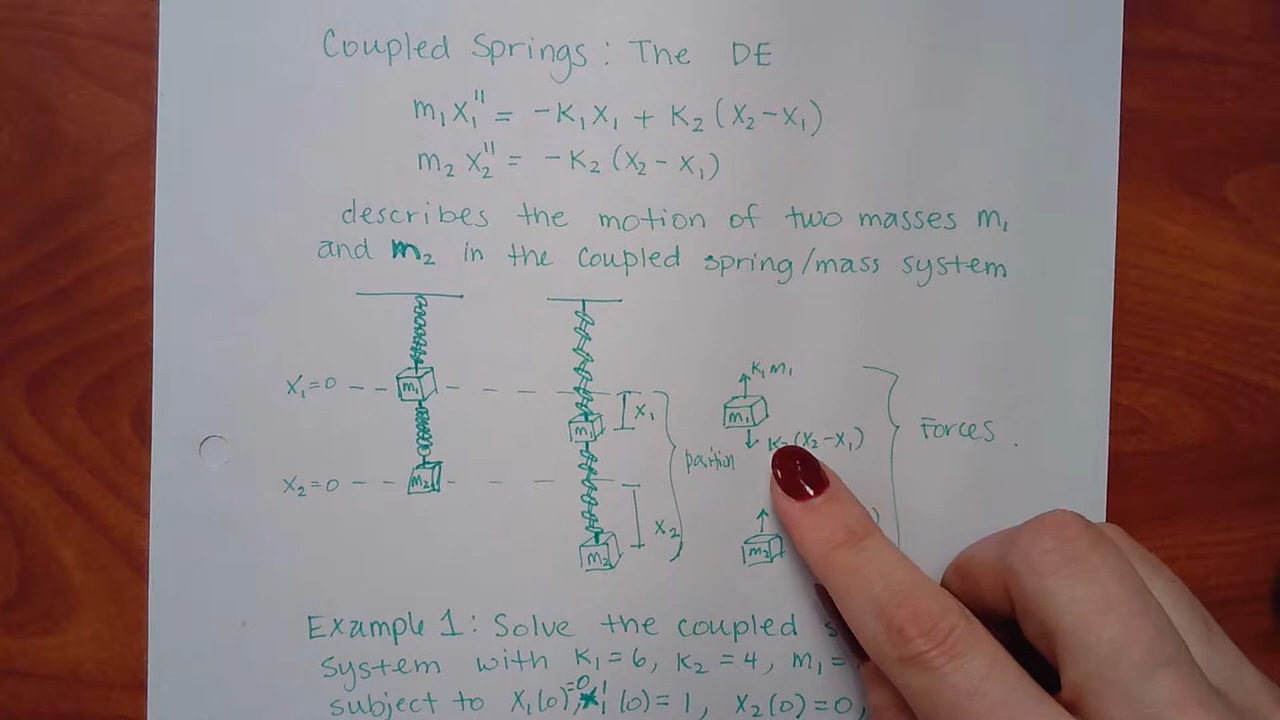 Coupled Springs: The DE
m₁x₁'' = -K₁x₁ + K₂(x₂-x₁)
m₂x₂'' = -K₂(x₂-x₁)
describes the motion of two masses m₁
and m₂ in the coupled spring/mass system
x₁=0
m₁
m₁
x₁
K₁m₁
m₁
K₂(x₂-x₁)
Forces.
position
x₂=0
m₂
m₂
x₂
m₂
)
Example 1: Solve the coupled s
system with K₁=6, K₂=4, m₁=
subject to x₁(0)=0, x₁'(0)=1, x₂(0)=0,